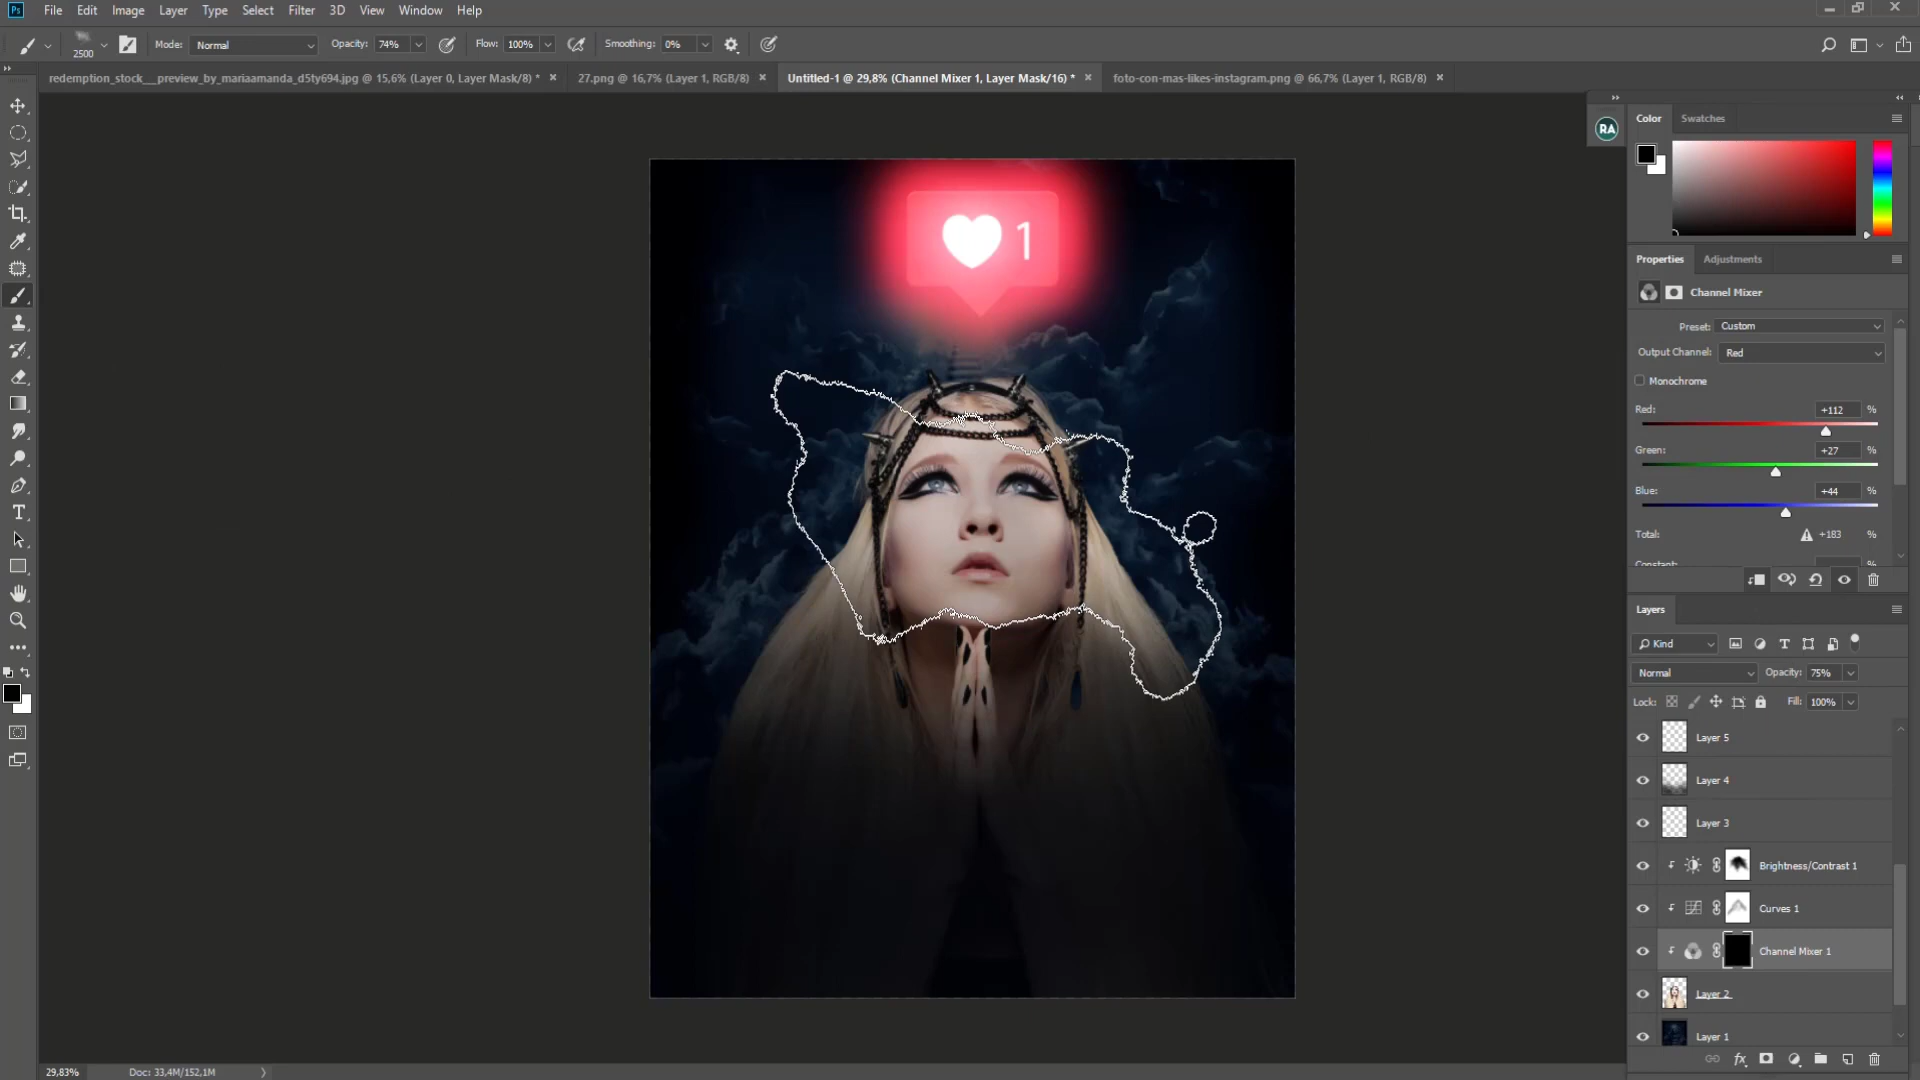 Ps File Edit Image Layer Type Select Filter 3D View Window Help
2500 Mode: Normal Opacity: 74% Flow: 100% Smoothing: 0%
redemption_stock__preview_by_mariaamanda_d5ty694.jpg @ 15,6% (Layer 0, Layer Mask/8) * × 27.png @ 16,7% (Layer 1, RGB/8) × Untitled-1 @ 29,8% (Channel Mixer 1, Layer Mask/16) * × foto-con-mas-likes-instagram.png @ 66,7% (Layer 1, RGB/8) ×
RA
Color Swatches
1
Properties Adjustments
Channel Mixer
Preset: Custom
Output Channel: Red
Monochrome
Red: +112 %
Green: +27 %
Blue: +44 %
Total: +183 %
Constant: %
Layers
Kind
Normal Opacity: 75%
Lock: Fill: 100%
Layer 5
Layer 4
Layer 3
Brightness/Contrast 1
Curves 1
Channel Mixer 1
Layer 2
Layer 1
fx
29,83% Doc: 33,4M/152,1M